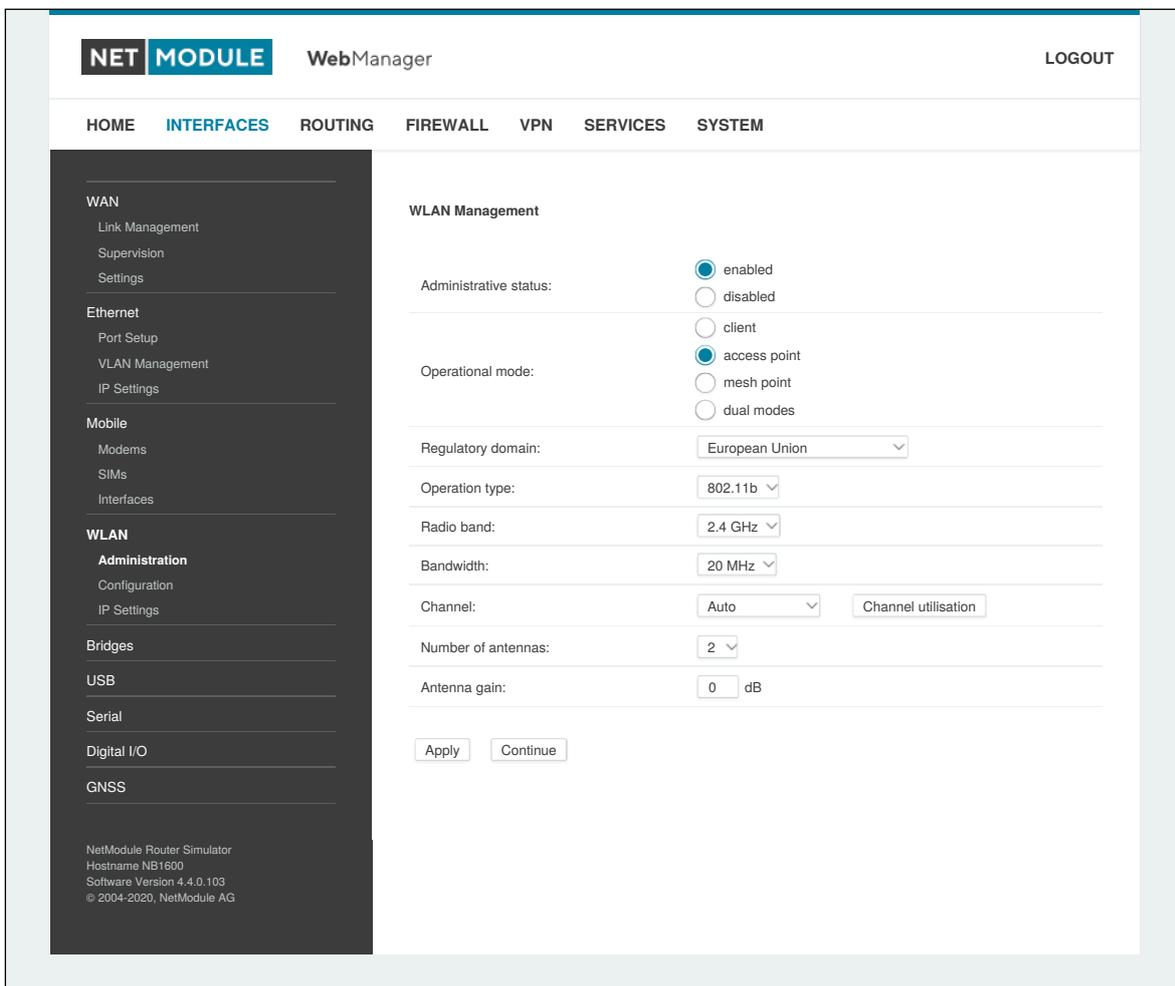 NET MODULE WebManager LOGOUT
HOME INTERFACES ROUTING FIREWALL VPN SERVICES SYSTEM
WAN
Link Management
Supervision
Settings
Ethernet
Port Setup
VLAN Management
IP Settings
Mobile
Modems
SIMs
Interfaces
WLAN
Administration
Configuration
IP Settings
Bridges
USB
Serial
Digital I/O
GNSS
NetModule Router Simulator
Hostname NB1600
Software Version 4.4.0.103
© 2004-2020, NetModule AG
WLAN Management
Administrative status:
enabled
disabled
Operational mode:
client
access point
mesh point
dual modes
Regulatory domain: European Union
Operation type: 802.11b
Radio band: 2.4 GHz
Bandwidth: 20 MHz
Channel: Auto Channel utilisation
Number of antennas: 2
Antenna gain: 0 dB
Apply Continue